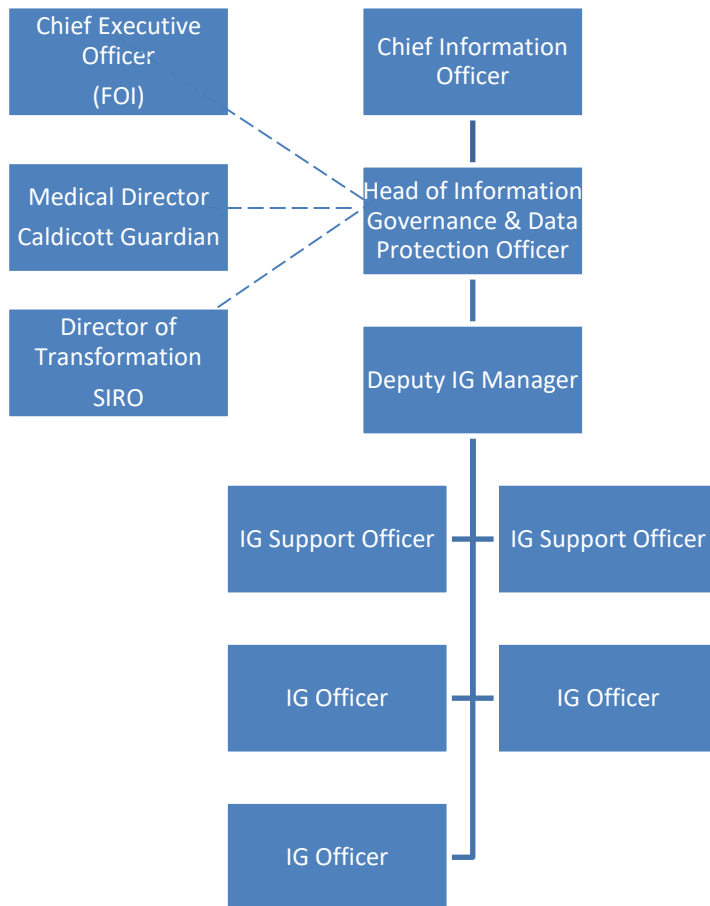 Chief Executive
Officer
(FOI)
Chief Information
Officer
Medical Director
Caldicott Guardian
Head of Information
Governance & Data
Protection Officer
Director of
Transformation
SIRO
Deputy IG Manager
IG Support Officer
IG Support Officer
IG Officer
IG Officer
IG Officer